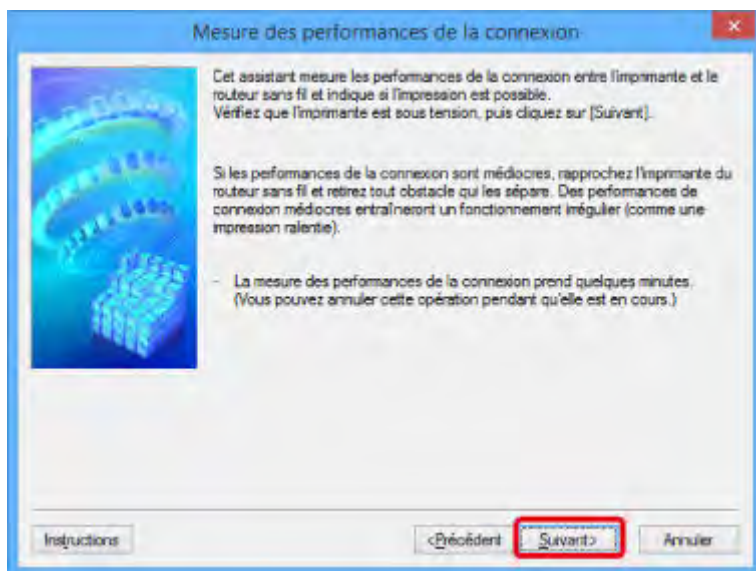 Mesure des performances de la connexion
Cet assistant mesure les performances de la connexion entre l'imprimante et le
routeur sans fil et indique si l'impression est possible.
Vérifiez que l'imprimante est sous tension, puis cliquez sur [Suivant].
Si les performances de la connexion sont médiocres, rapprochez l'imprimante du
routeur sans fil et retirez tout obstacle qui les sépare. Des performances de
connexion médiocres entraîneront un fonctionnement irrégulier (comme une
impression ralentie).
- La mesure des performances de la connexion prend quelques minutes.
(Vous pouvez annuler cette opération pendant qu'elle est en cours.)
Instructions
<Précédent
Suivant>
Annuler